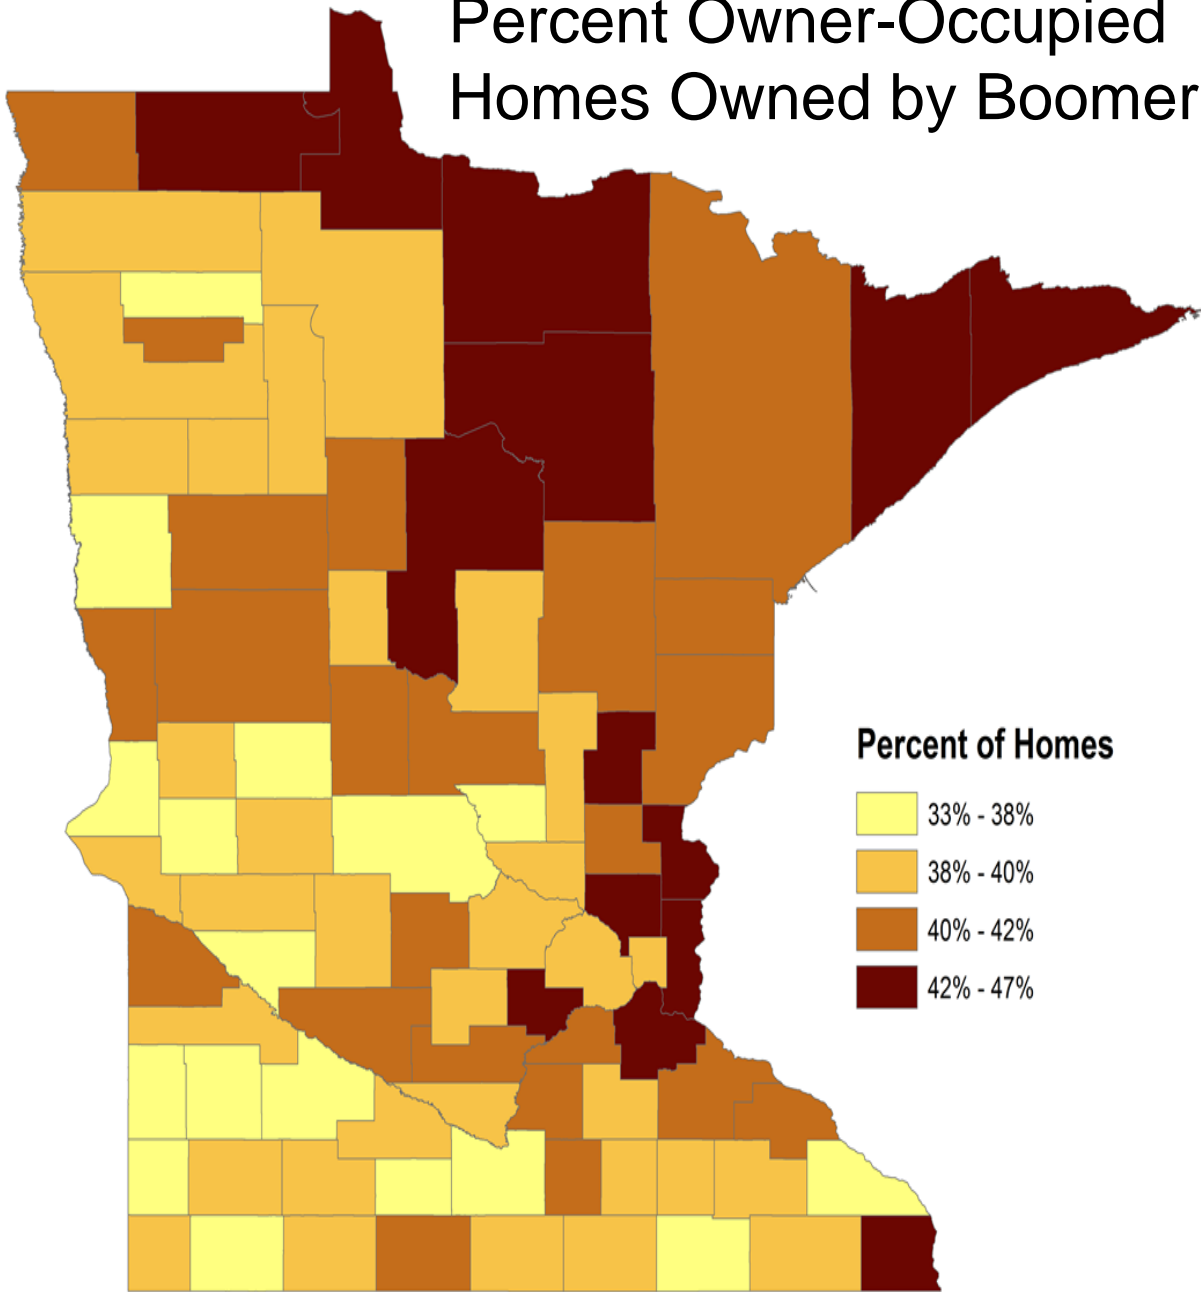 Percent Owner-Occupied
Homes Owned by Boomer
Percent of Homes
33% - 38%
38% - 40%
40% - 42%
42% - 47%